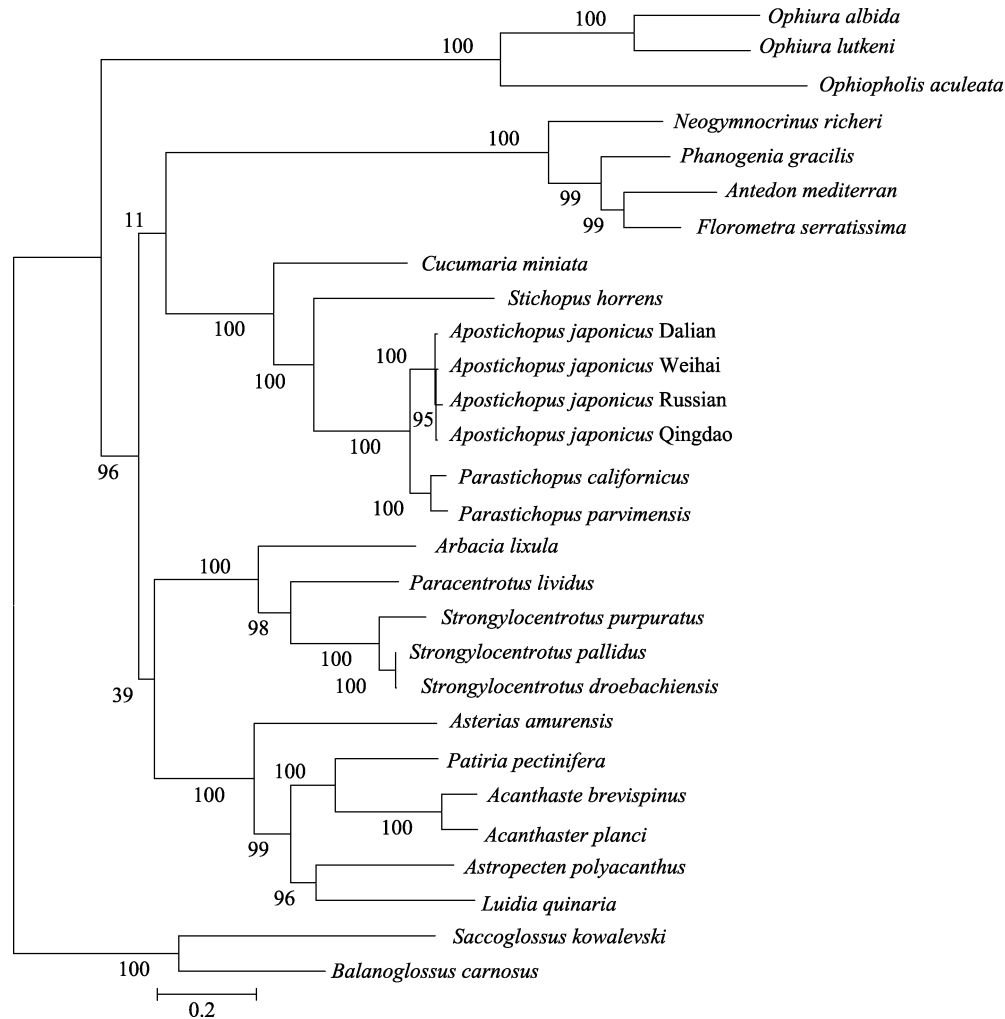 100
Ophiura albida
100
Ophiura lutkeni
Ophiopholis aculeata
Neogymnocrinus richeri
100
Phanogenia gracilis
99
Antedon mediterran
99
Florometra serratissima
11
Cucumaria miniata
Stichopus horrens
100
Apostichopus japonicus Dalian
100
Apostichopus japonicus Weihai
100
Apostichopus japonicus Russian
95
Apostichopus japonicus Qingdao
100
96
Parastichopus californicus
100
Parastichopus parvimensis
Arbacia lixula
100
Paracentrotus lividus
98
Strongylocentrotus purpuratus
100
Strongylocentrotus pallidus
100
Strongylocentrotus droebachiensis
39
Asterias amurensis
Patiria pectinifera
100
100
Acanthaste brevispinus
100
Acanthaster planci
99
Astropecten polyacanthus
96
Luidia quinaria
Saccoglossus kowalevski
100
Balanoglossus carnosus
0.2